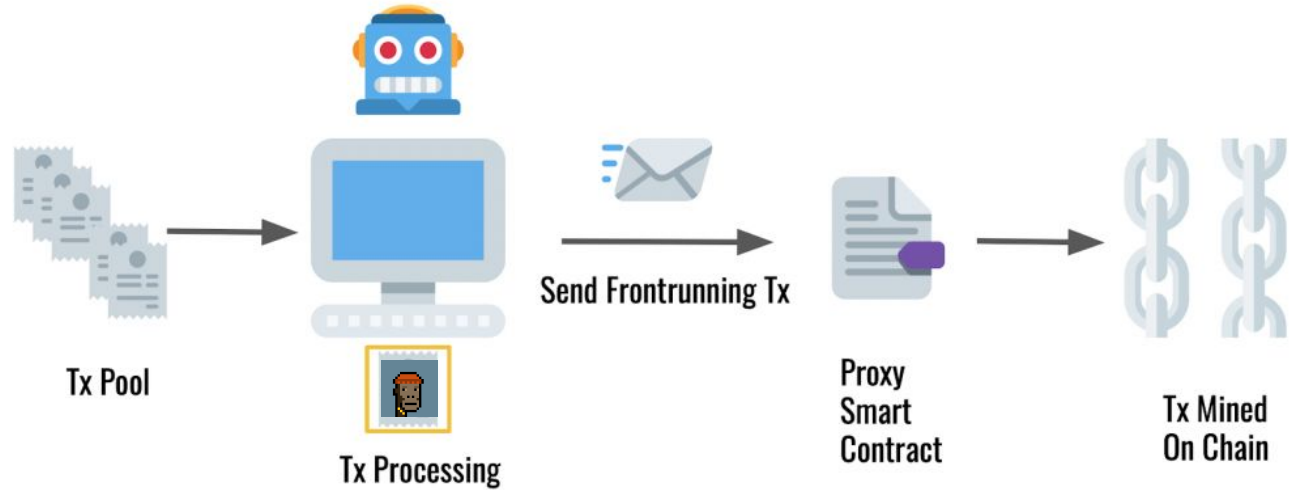 Tx Pool
Tx Processing
Send Frontrunning Tx
Proxy
Smart
Contract
Tx Mined
On Chain